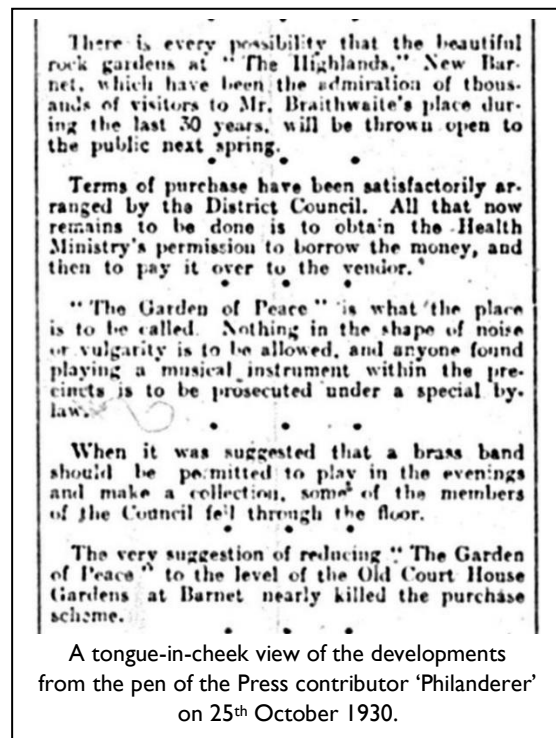 There is every possibility that the beautiful
rock gardens at "The Highlands," New Bar-
net, which have been the admiration of thous-
ands of visitors to Mr. Braithwaite's place dur-
ing the last 30 years, will be thrown open to
the public next spring.
Terms of purchase have been satisfactorily ar-
ranged by the District Council. All that now
remains to be done is to obtain the Health
Ministry's permission to borrow the money, and
then to pay it over to the vendor.
"The Garden of Peace" is what the place
is to be called. Nothing in the shape of noise
or vulgarity is to be allowed, and anyone found
playing a musical instrument within the pre-
cincts is to be prosecuted under a special by-
law.
When it was suggested that a brass band
should be permitted to play in the evenings
and make a collection, some of the members
of the Council fell through the floor.
The very suggestion of reducing "The Garden
of Peace" to the level of the Old Court House
Gardens at Barnet nearly killed the purchase
scheme.
A tongue-in-cheek view of the developments
from the pen of the Press contributor ‘Philanderer’
on 25th October 1930.